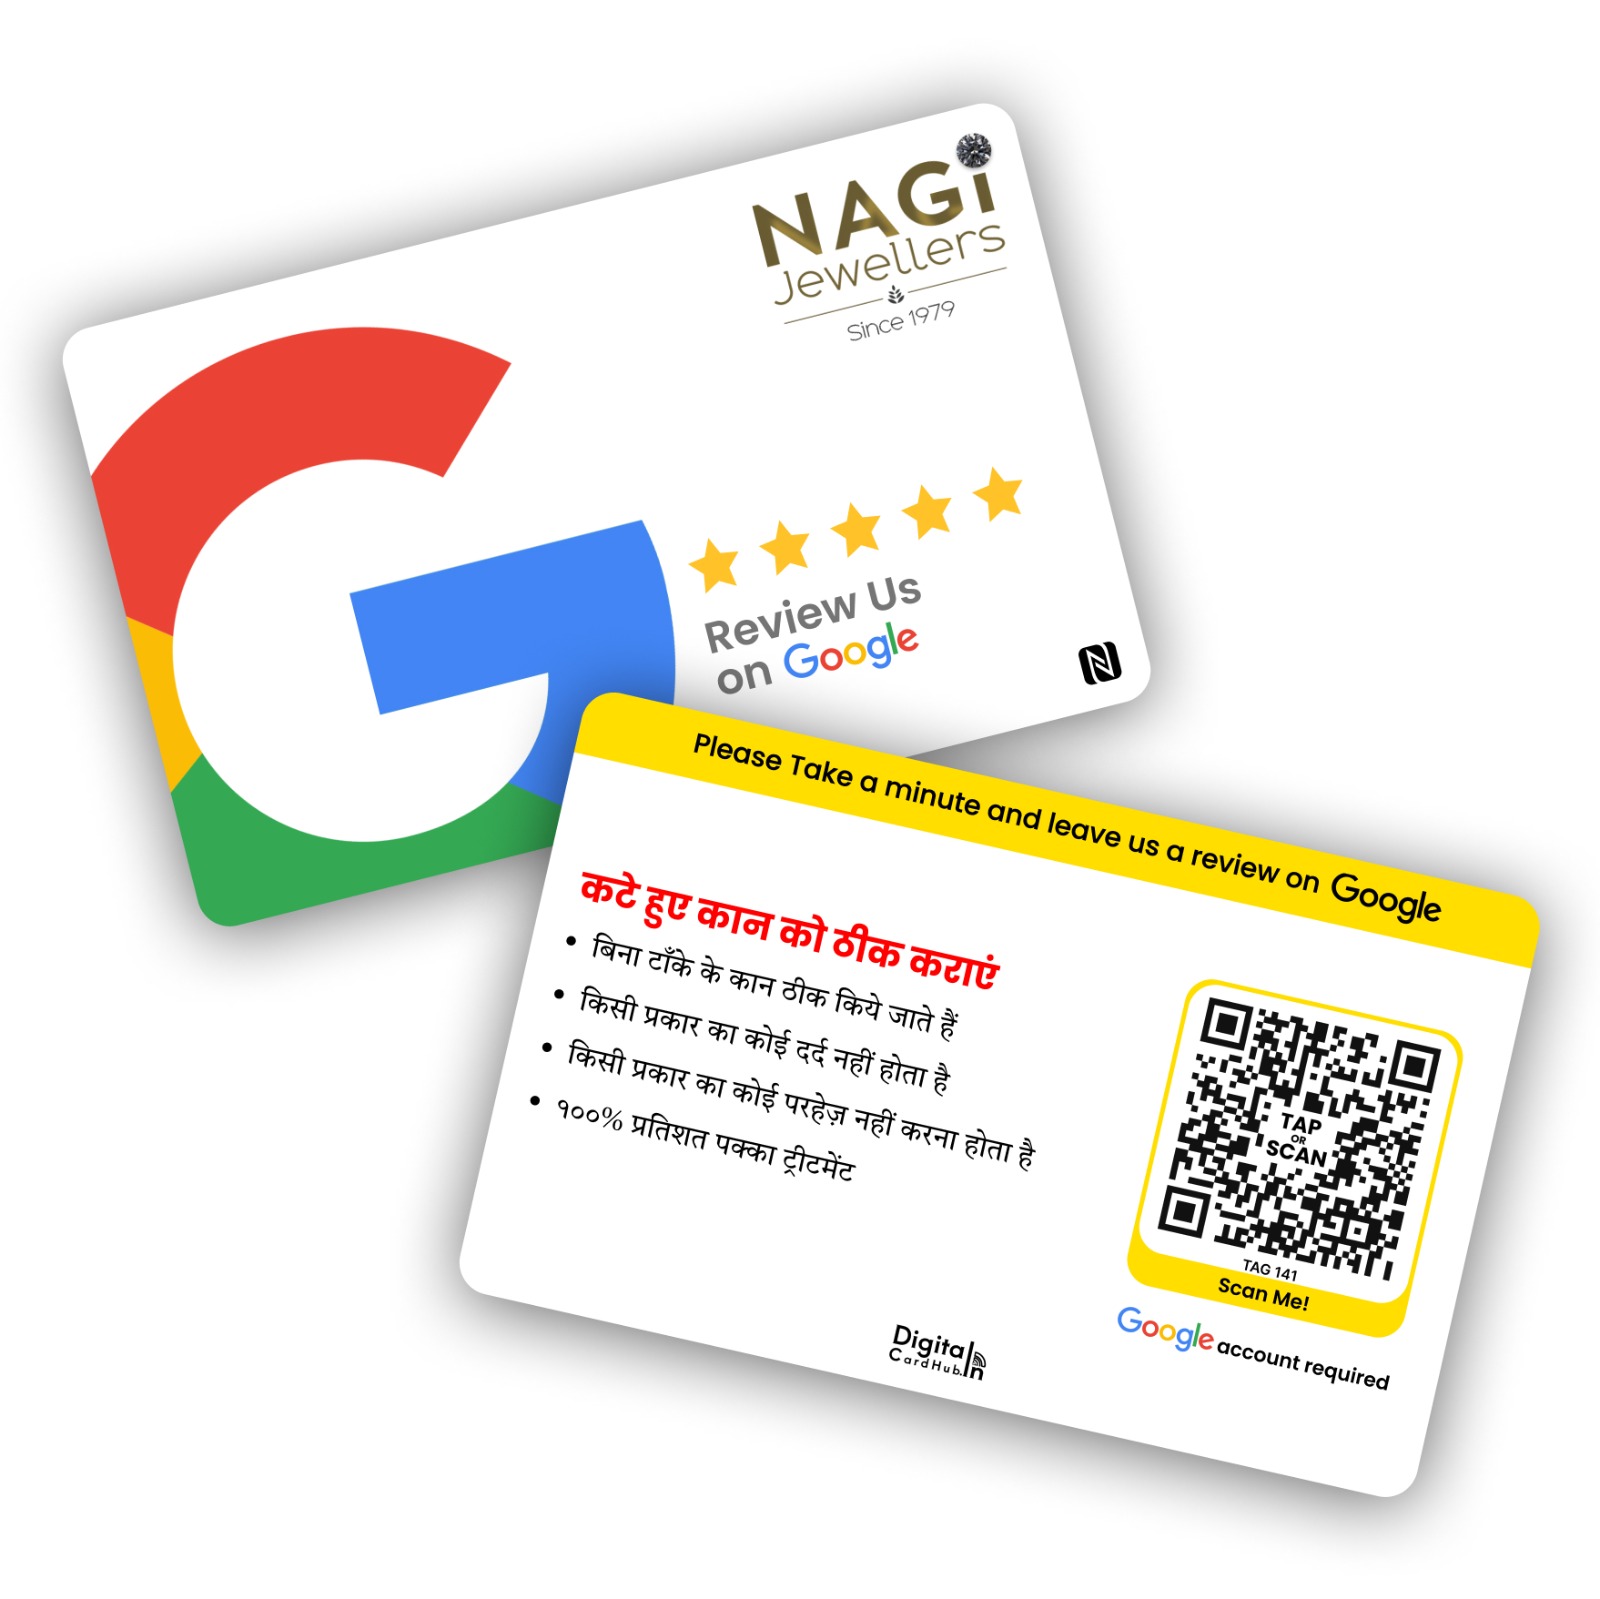 NAGi
Jewellers
Since 1979
Review Us
on Google
Please Take a minute and leave us a review on Google
कटे हुए कान को ठीक कराएं
• बिना टाँके के कान ठीक किये जाते हैं
• किसी प्रकार का कोई दर्द नहीं होता है
• किसी प्रकार का कोई परहेज़ नहीं करना होता है
• १००% प्रतिशत पक्का ट्रीटमेंट
TAP
OR
SCAN
TAG 141
Scan Me!
Google account required
Digital
CardHub.in